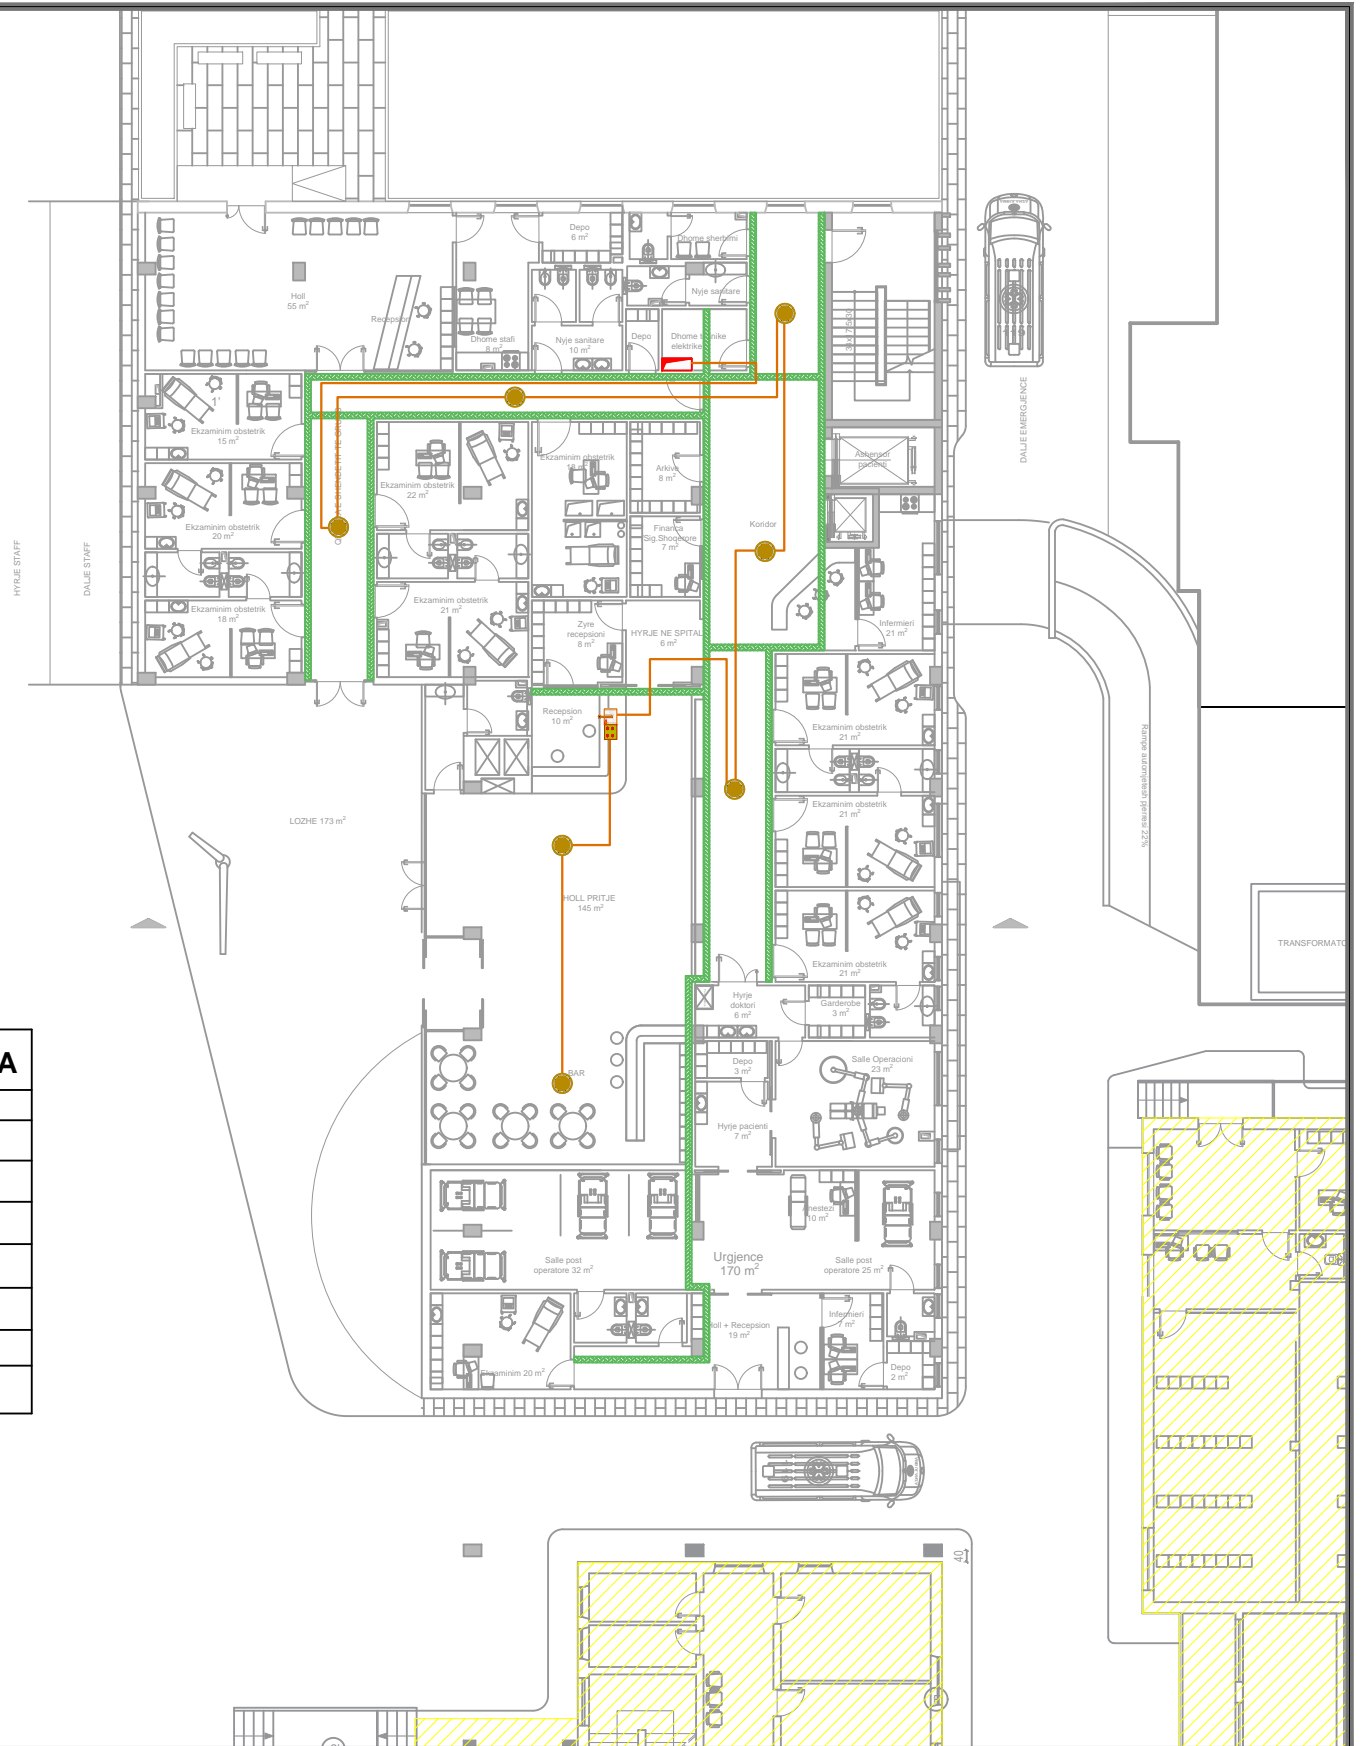 Depo
6 m²
Dhome sherbimi
Holl
55 m²
Recepsion
Nyje sanitare
Dhome stafi
8 m²
Nyje sanitare
10 m²
Depo
elektrike
1'
Ekzaminim obstetrik
15 m²
Ekzaminim obstetrik
20 m²
Ekzaminim obstetrik
18 m²
Ekzaminim obstetrik
22 m²
Ekzaminim obstetrik
Arkive
8 m²
Ashensor
pacienti
Koridor
Financa
Sig.Shoqerore
7 m²
Ekzaminim obstetrik
21 m²
Zyre
recepsioni
8 m²
HYRJE NE SPITAL
6 m²
Infermieri
21 m²
HYRJE STAFF
DALJE STAFF
DALJE EMERGJENCE
Recepsion
10 m²
Ekzaminim obstetrik
21 m²
Ekzaminim obstetrik
21 m²
Rampe automjetesh pjerresi 22%
LOZHE 173 m²
HOLL PRITJE
145 m²
TRANSFORMATO
Ekzaminim obstetrik
21 m²
Hyrje
doktori
6 m²
Garderobe
3 m²
A
Depo
3 m²
Salle Operacioni
23 m²
BAR
Hyrje pacienti
7 m²
Anestezi
10 m²
Urgjence
170 m²
Salle post
operatore 32 m²
Salle post
operatore 25 m²
Holl + Recepsion
19 m²
Infermieri
7 m²
Ekzaminim 20 m²
Depo
2 m²
40